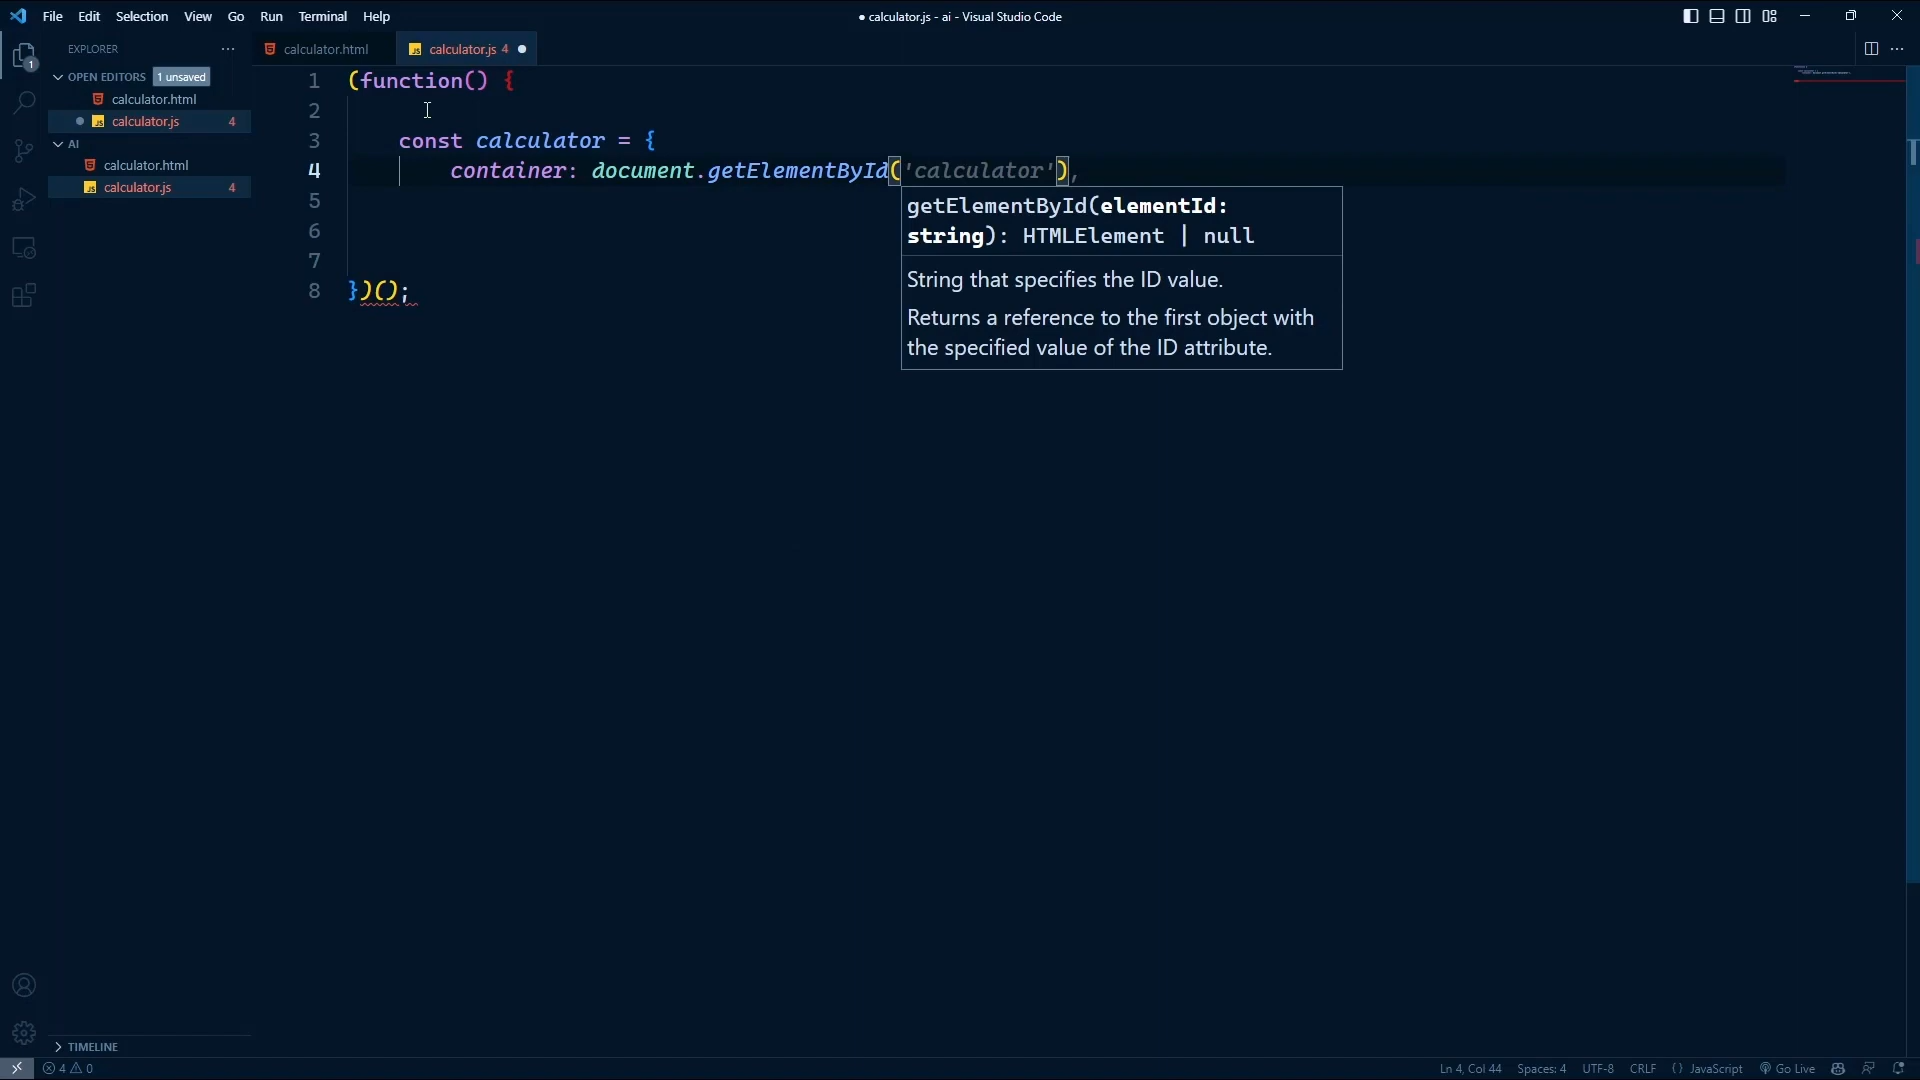 File Edit Selection View Go Run Terminal Help
● calculator.js - ai - Visual Studio Code
EXPLORER ···
calculator.html
JS calculator.js 4 ●
1
OPEN EDITORS 1 unsaved
calculator.html
● JS calculator.js 4
AI
calculator.html
JS calculator.js 4
1 (function() {
2
3 const calculator = {
4 container: document.getElementById('calculator'),
5
6
7
8 })();
getElementById(elementId:
string): HTMLElement | null
String that specifies the ID value.
Returns a reference to the first object with
the specified value of the ID attribute.
TIMELINE
4 0
Ln 4, Col 44 Spaces: 4 UTF-8 CRLF {} JavaScript Go Live